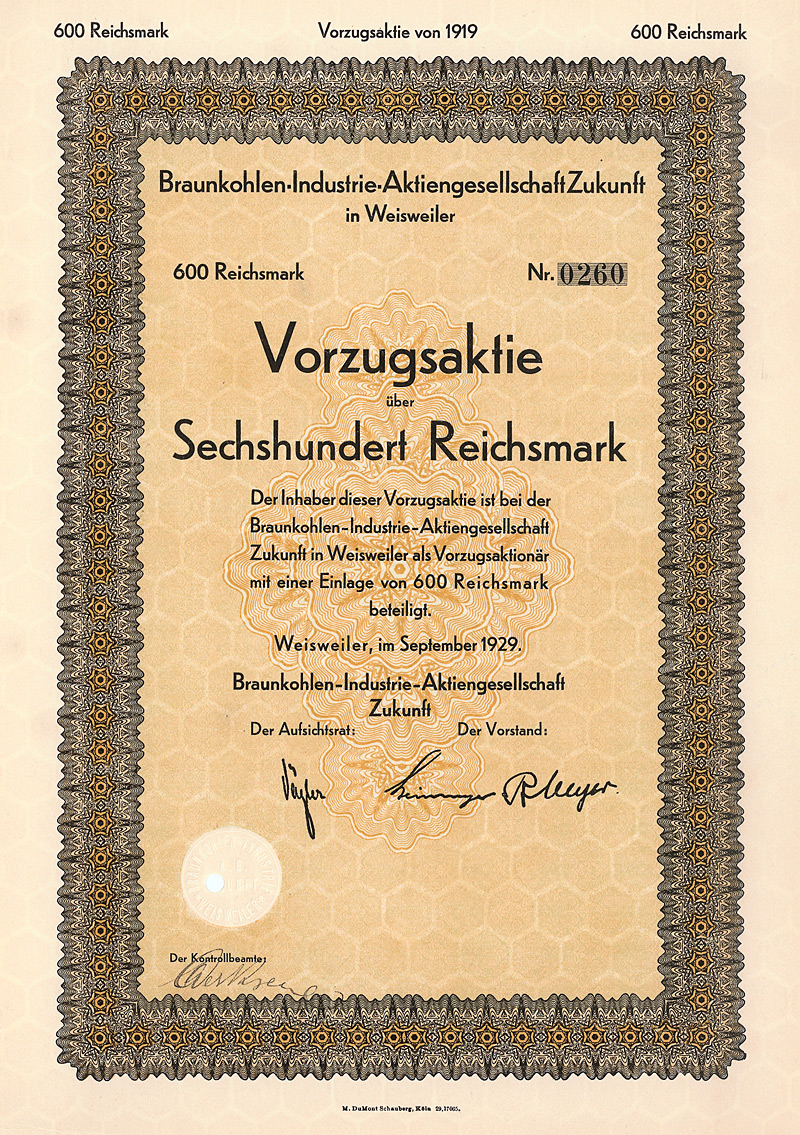 600 Reichsmark Vorzugsaktie von 1919 600 Reichsmark
Braunkohlen-Industrie-Aktiengesellschaft Zukunft
in Weisweiler
600 Reichsmark Nr. 0260
Vorzugsaktie
über
Sechshundert Reichsmark
Der Inhaber dieser Vorzugsaktie ist bei der
Braunkohlen-Industrie-Aktiengesellschaft
Zukunft in Weisweiler als Vorzugsaktionär
mit einer Einlage von 600 Reichsmark
beteiligt.
Weisweiler, im September 1929.
Braunkohlen-Industrie-Aktiengesellschaft
Zukunft
Der Aufsichtsrat: Der Vorstand:
Vögler
Der Kontrollbeamte:
M. DuMont Schauberg, Köln 29,17065.